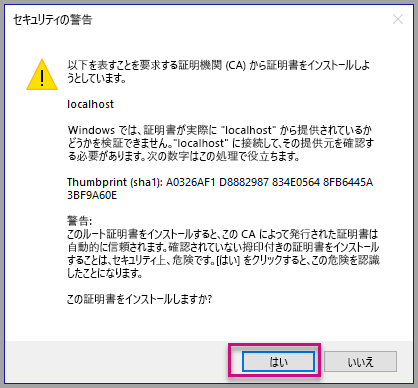 セキュリティの警告
以下を表すことを要求する証明機関 (CA) から証明書をインストールしよ
うとしています。
localhost
Windows では、証明書が実際に "localhost" から提供されているか
どうかを検証できません。"localhost" に接続して、その提供元を確認す
る必要があります。次の数字はこの処理で役立ちます。
Thumbprint (sha1): A0326AF1 D8882987 834E0564 8FB6445A
3BF9A60E
警告:
このルート証明書をインストールすると、この CA によって発行された証明書は
自動的に信頼されます。確認されていない拇印付きの証明書をインストール
することは、セキュリティ上、危険です。[はい] をクリックすると、この危険を認識
したことになります。
この証明書をインストールしますか?
はい
いいえ